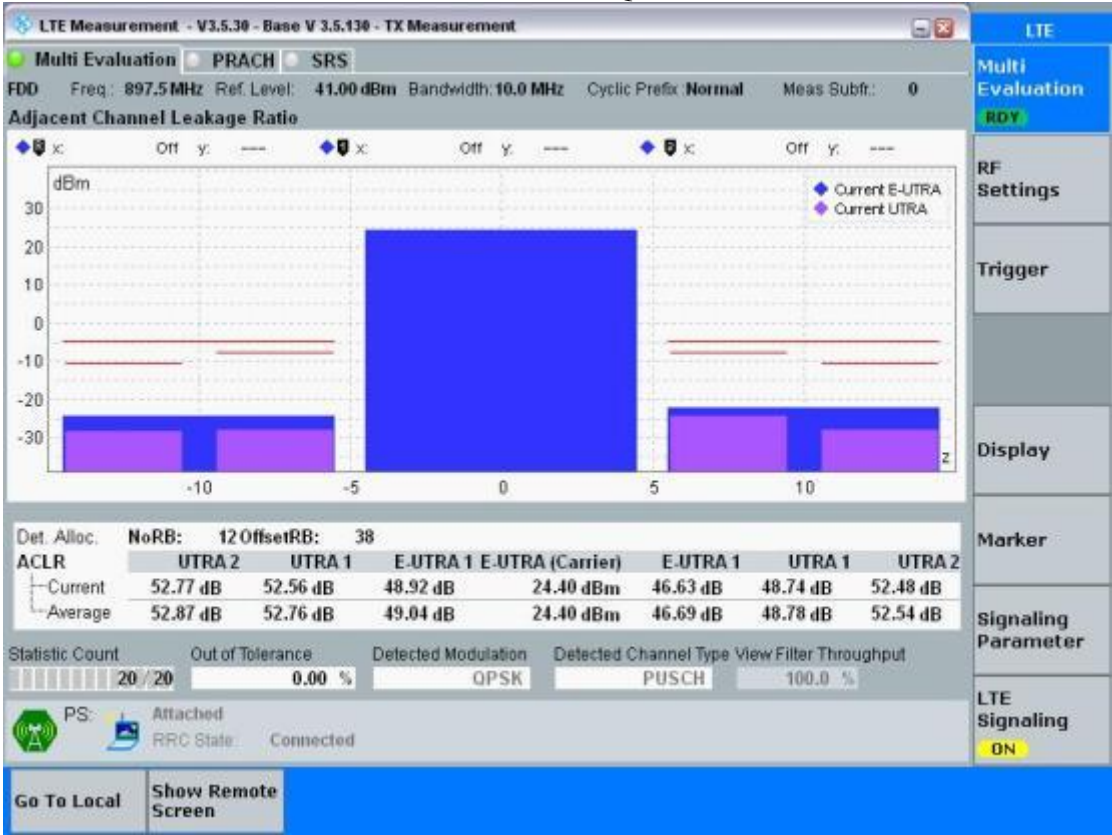 LTE Measurement - V3.5.30 - Base V 3.5.130 - TX Measurement
LTE
Multi Evaluation PRACH SRS
FDD Freq.: 897.5 MHz Ref. Level: 41.00 dBm Bandwidth: 10.0 MHz Cyclic Prefix: Normal Meas Subfr.: 0
Adjacent Channel Leakage Ratio
x: Off y: --- x: Off y: --- x: Off y: ---
dBm
Current E-UTRA
Current UTRA
30
20
10
0
-10
-20
-30
z
-10 -5 0 5 10
Det. Alloc. NoRB: 12 OffsetRB: 38
ACLR UTRA 2 UTRA 1 E-UTRA 1 E-UTRA (Carrier) E-UTRA 1 UTRA 1 UTRA 2
Current 52.77 dB 52.56 dB 48.92 dB 24.40 dBm 46.63 dB 48.74 dB 52.48 dB
Average 52.87 dB 52.76 dB 49.04 dB 24.40 dBm 46.69 dB 48.78 dB 52.54 dB
Statistic Count Out of Tolerance Detected Modulation Detected Channel Type View Filter Throughput
20 / 20 0.00 % QPSK PUSCH 100.0 %
PS: Attached
RRC State: Connected
Multi
Evaluation
RDY
RF
Settings
Trigger
Display
Marker
Signaling
Parameter
LTE
Signaling
ON
Go To Local
Show Remote
Screen